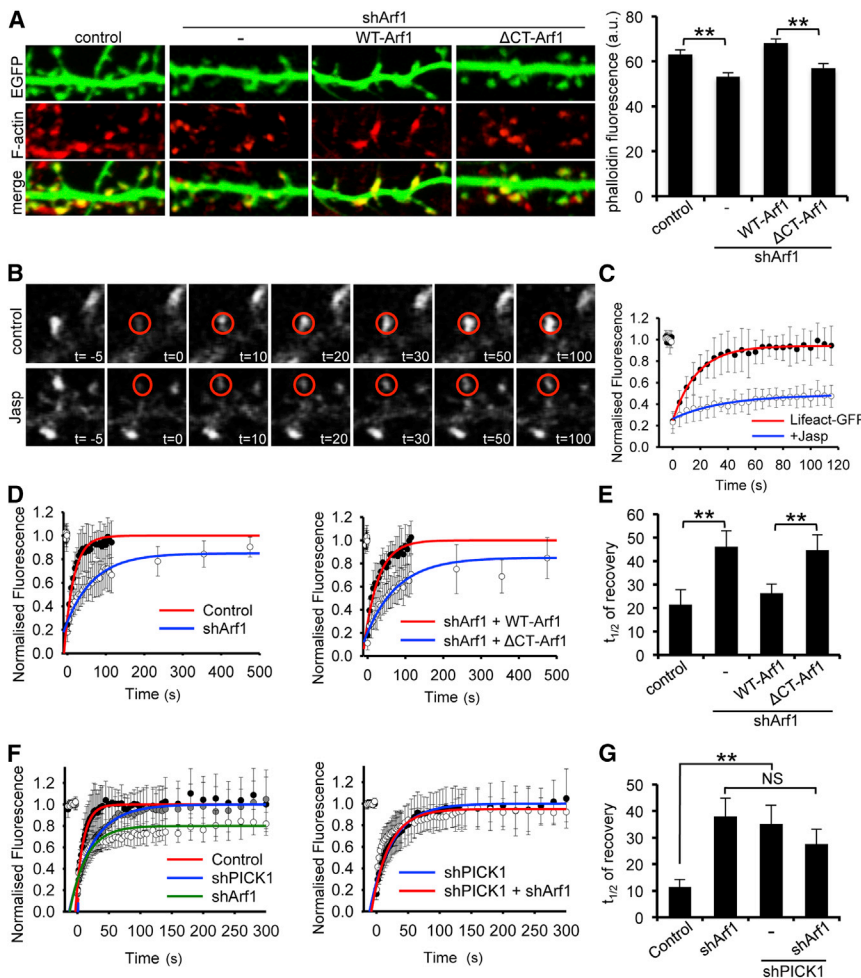 A
shArf1
control
-
WT-Arf1
ΔCT-Arf1
EGFP
F-actin
merge
phalloidin fluorescence (a.u.)
80
60
40
20
0
**
**
control
-
WT-Arf1
ΔCT-Arf1
shArf1
B
control
t= -5
t=0
t=10
t=20
t=30
t=50
t=100
Jasp
t= -5
t=0
t=10
t=20
t=30
t=50
t=100
C
Normalised Fluorescence
1.2
1.0
0.8
0.6
0.4
0.2
0.0
0 20 40 60 80 100 120
Time (s)
Lifeact-GFP
+Jasp
D
Normalised Fluorescence
1.2
1.0
0.8
0.6
0.4
0.2
0.0
0 100 200 300 400 500
Time (s)
Control
shArf1
Normalised Fluorescence
1.2
1.0
0.8
0.6
0.4
0.2
0.0
0 100 200 300 400 500
Time (s)
shArf1 + WT-Arf1
shArf1 + ΔCT-Arf1
E
t1/2 of recovery
60
50
40
30
20
10
0
**
**
control
-
WT-Arf1
ΔCT-Arf1
shArf1
F
Normalised Fluorescence
1.2
1.0
0.8
0.6
0.4
0.2
0.0
0 50 100 150 200 250 300
Time (s)
Control
shPICK1
shArf1
Normalised Fluorescence
1.2
1.0
0.8
0.6
0.4
0.2
0.0
0 50 100 150 200 250 300
Time (s)
shPICK1
shPICK1 + shArf1
G
t1/2 of recovery
60
50
40
30
20
10
0
**
NS
Control
shArf1
-
shArf1
shPICK1